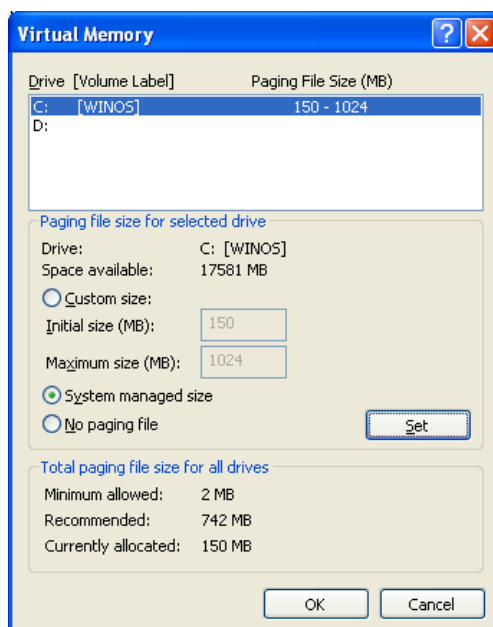 Virtual Memory
Drive [Volume Label] Paging File Size (MB)
C: [WINOS] 150 - 1024
D:
Paging file size for selected drive
Drive: C: [WINOS]
Space available: 17581 MB
Custom size:
Initial size (MB): 150
Maximum size (MB): 1024
System managed size
No paging file
Set
Total paging file size for all drives
Minimum allowed: 2 MB
Recommended: 742 MB
Currently allocated: 150 MB
OK Cancel